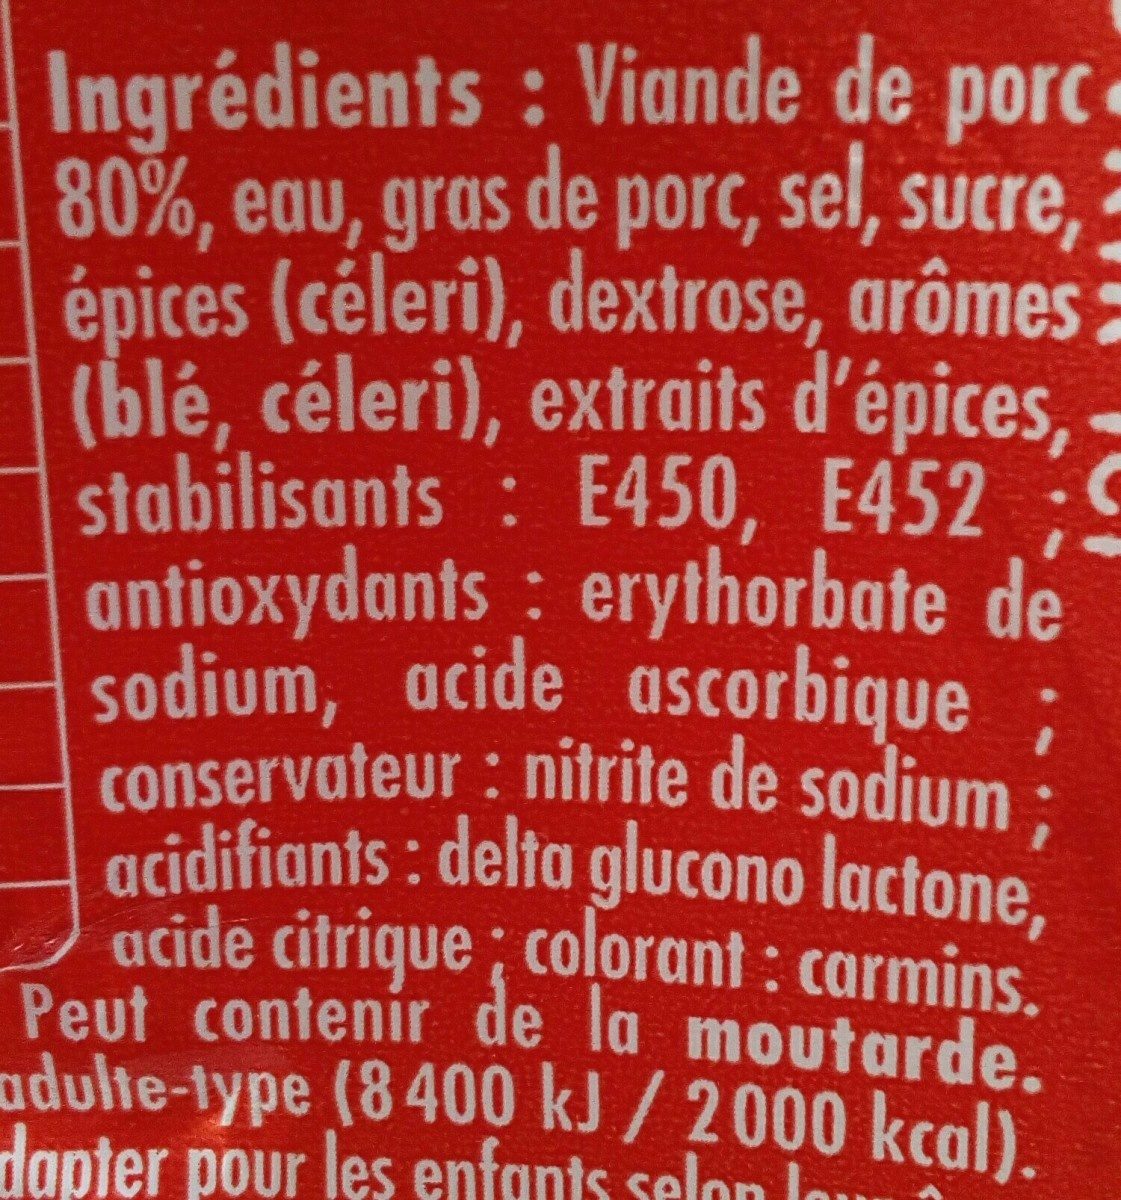 Ingrédients : Viande de porc
80%, eau, gras de porc, sel, sucre,
épices (céleri), dextrose, arômes
(blé, céleri), extraits d'épices,
stabilisants : E450, E452 ;
antioxydants : erythorbate de
sodium, acide ascorbique ;
conservateur : nitrite de sodium ;
acidifiants : delta glucono lactone,
acide citrique ; colorant : carmins.
Peut contenir de la moutarde.
adulte-type (8 400 kJ / 2 000 kcal).
pour les enfants selon